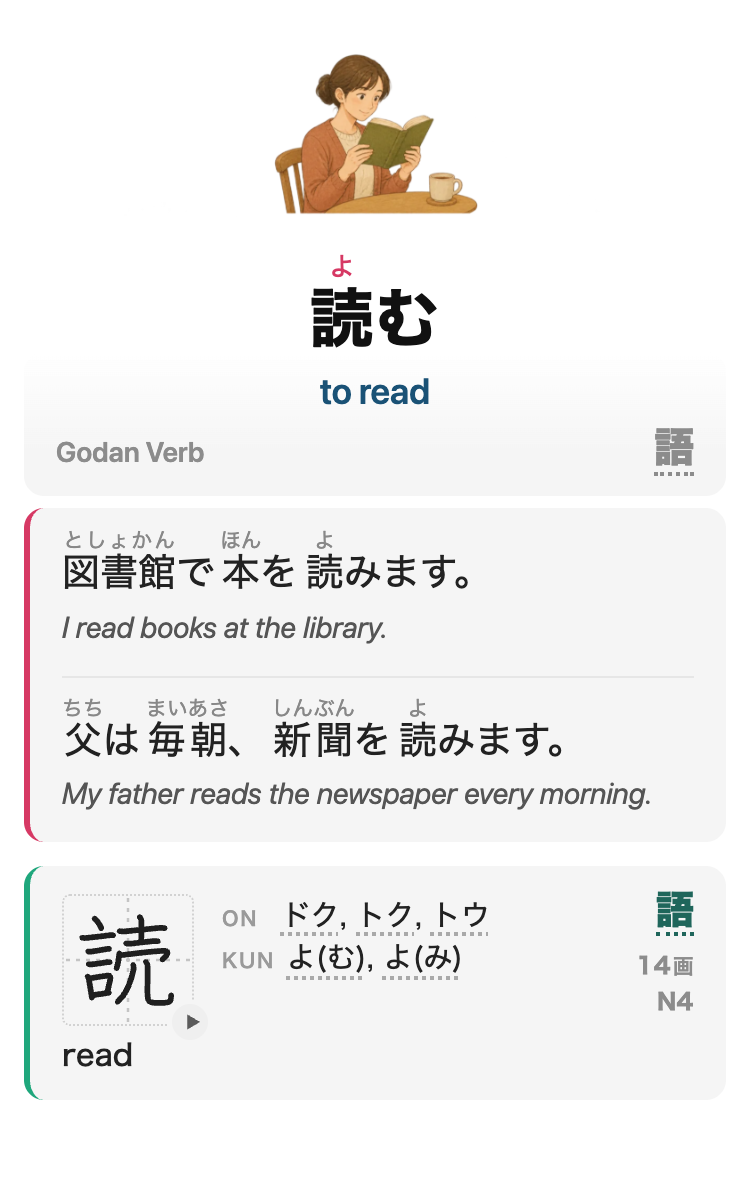 よ
読む
to read
Godan Verb 語
としょかん ほん よ
図書館で 本を 読みます。
I read books at the library.
ちち まいあさ しんぶん よ
父は 毎朝、 新聞を 読みます。
My father reads the newspaper every morning.
読 ON ドク, トク, トウ 語
KUN よ(む), よ(み) 14画
N4
read